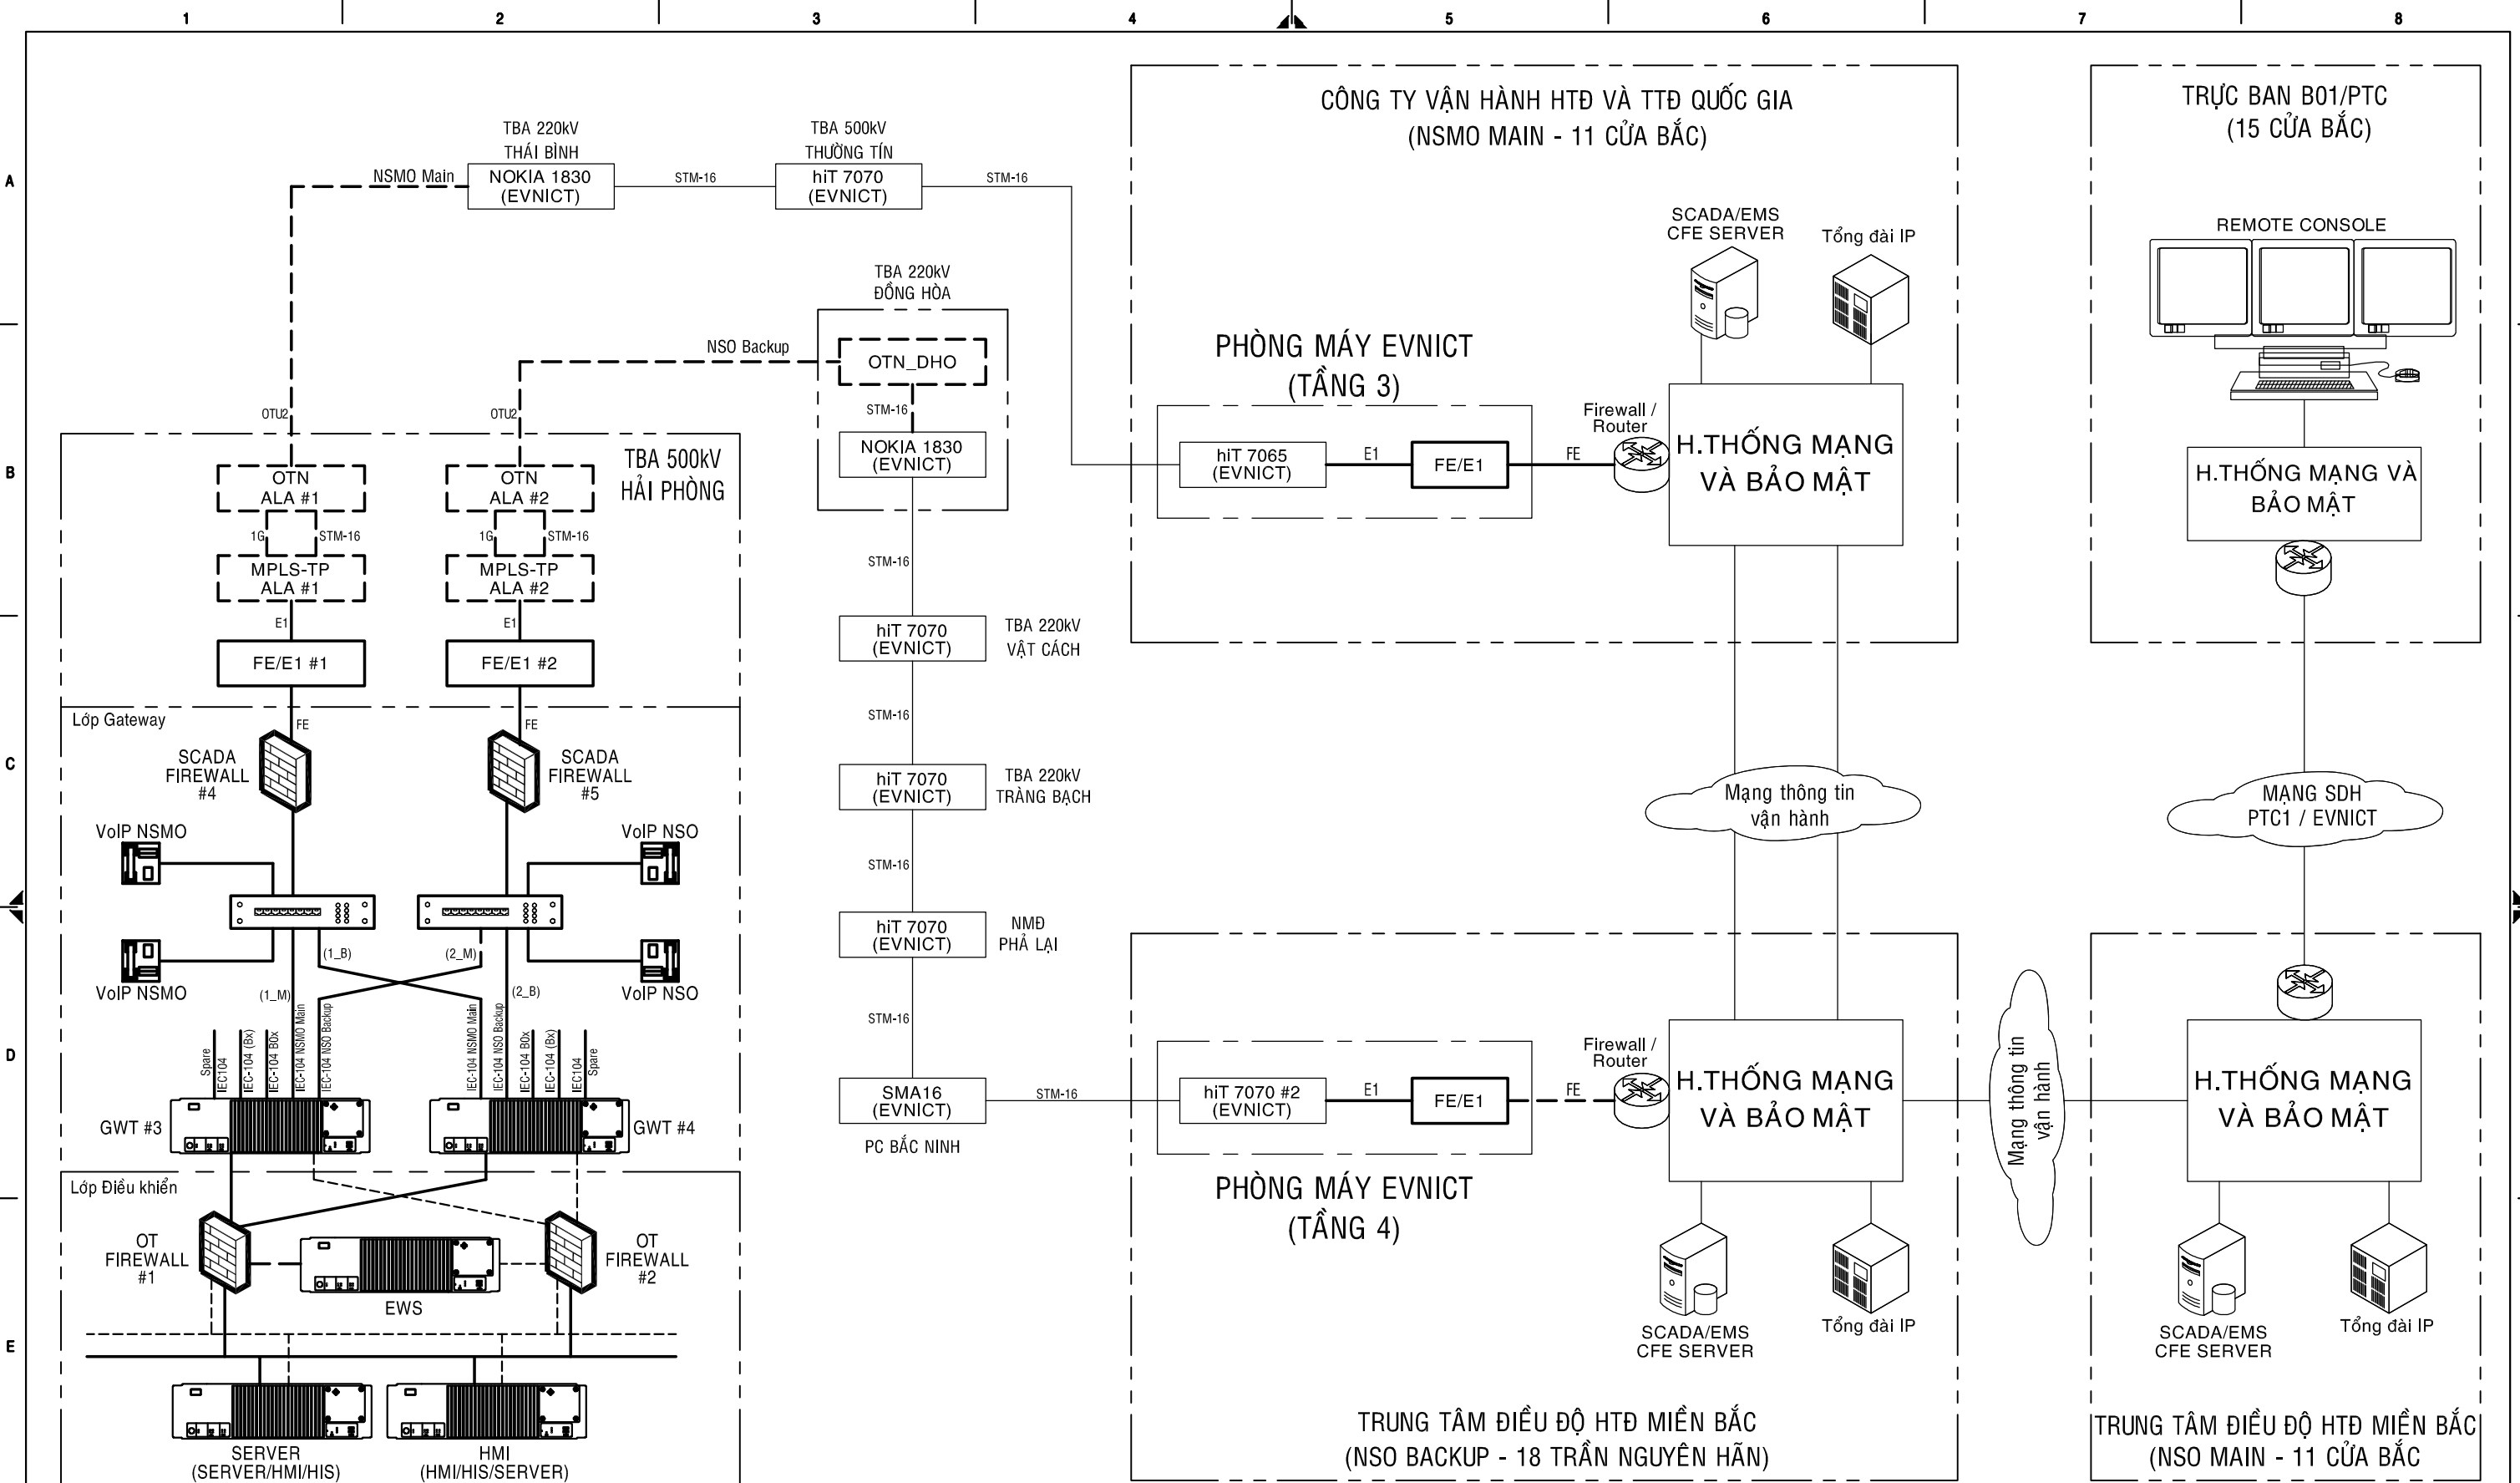 1 2 3 4 5 6 7 8
A
B
C
D
E
TBA 220kV
THÁI BÌNH
NSMO Main
NOKIA 1830
(EVNICT)
STM-16
TBA 500kV
THƯỜNG TÍN
hiT 7070
(EVNICT)
STM-16
TBA 220kV
ĐỒNG HÒA
NSO Backup
OTN_DHO
STM-16
NOKIA 1830
(EVNICT)
STM-16
hiT 7070
(EVNICT)
TBA 220kV
VẬT CÁCH
STM-16
hiT 7070
(EVNICT)
TBA 220kV
TRÀNG BẠCH
STM-16
hiT 7070
(EVNICT)
NMĐ
PHẢ LẠI
STM-16
SMA16
(EVNICT)
PC BẮC NINH
STM-16
OTU2
OTU2
TBA 500kV
HẢI PHÒNG
OTN
ALA #1
OTN
ALA #2
1G
STM-16
1G
STM-16
MPLS-TP
ALA #1
MPLS-TP
ALA #2
E1
E1
FE/E1 #1
FE/E1 #2
Lớp Gateway
FE
FE
SCADA
FIREWALL
#4
SCADA
FIREWALL
#5
VoIP NSMO
VoIP NSO
VoIP NSMO
VoIP NSO
(1_B)
(2_M)
(1_M)
(2_B)
Spare
IEC104
IEC-104 (Bx)
IEC-104 B0x
IEC-104 NSMO Main
IEC-104 NSO Backup
IEC-104 NSMO Main
IEC-104 NSO Backup
IEC-104 B0x
IEC-104 (Bx)
IEC104
Spare
GWT #3
GWT #4
Lớp Điều khiển
OT
FIREWALL
#1
OT
FIREWALL
#2
EWS
SERVER
(SERVER/HMI/HIS)
HMI
(HMI/HIS/SERVER)
CÔNG TY VẬN HÀNH HTĐ VÀ TTĐ QUỐC GIA
(NSMO MAIN - 11 CỬA BẮC)
SCADA/EMS
CFE SERVER
Tổng đài IP
PHÒNG MÁY EVNICT
(TẦNG 3)
hiT 7065
(EVNICT)
E1
FE/E1
FE
Firewall /
Router
H.THỐNG MẠNG
VÀ BẢO MẬT
Mạng thông tin
vận hành
hiT 7070 #2
(EVNICT)
E1
FE/E1
FE
Firewall /
Router
H.THỐNG MẠNG
VÀ BẢO MẬT
PHÒNG MÁY EVNICT
(TẦNG 4)
SCADA/EMS
CFE SERVER
Tổng đài IP
TRUNG TÂM ĐIỀU ĐỘ HTĐ MIỀN BẮC
(NSO BACKUP - 18 TRẦN NGUYÊN HÃN)
Mạng thông tin
vận hành
TRỰC BAN B01/PTC
(15 CỬA BẮC)
REMOTE CONSOLE
H.THỐNG MẠNG VÀ
BẢO MẬT
MẠNG SDH
PTC1 / EVNICT
H.THỐNG MẠNG
VÀ BẢO MẬT
SCADA/EMS
CFE SERVER
Tổng đài IP
TRUNG TÂM ĐIỀU ĐỘ HTĐ MIỀN BẮC
(NSO MAIN - 11 CỬA BẮC